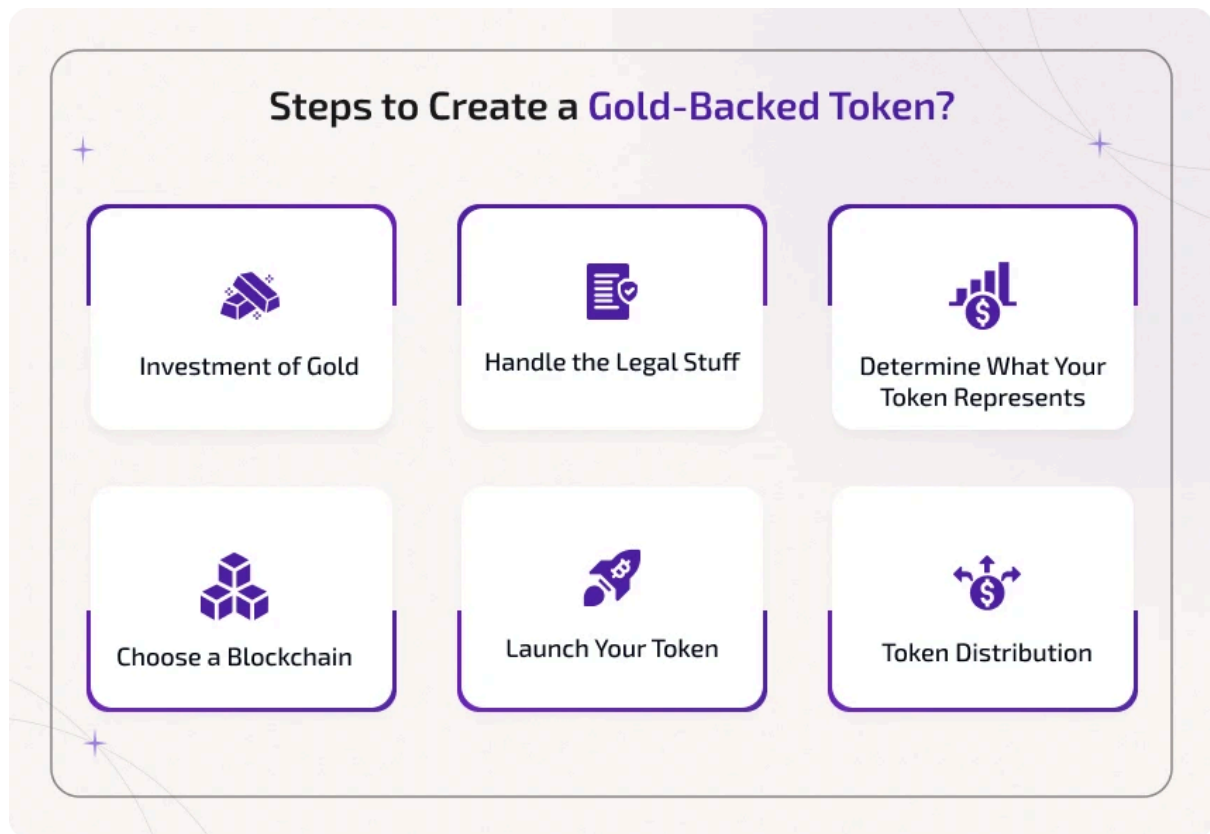 Steps to Create a Gold-Backed Token?
Investment of Gold
Handle the Legal Stuff
Determine What Your
Token Represents
Choose a Blockchain
Launch Your Token
Token Distribution